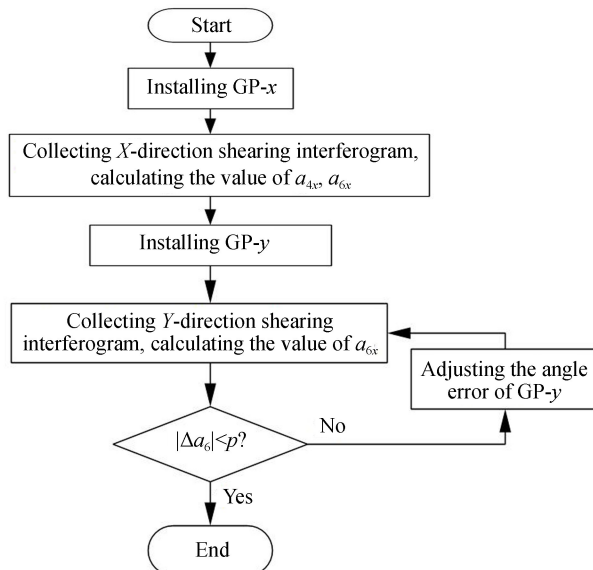 Start
Installing GP-x
Collecting X-direction shearing interferogram,
calculating the value of a₄ₓ, a₆ₓ
Installing GP-y
Collecting Y-direction shearing
interferogram, calculating the value of a₆ₓ
Adjusting the angle
error of GP-y
|Δa₆|<p?
No
Yes
End